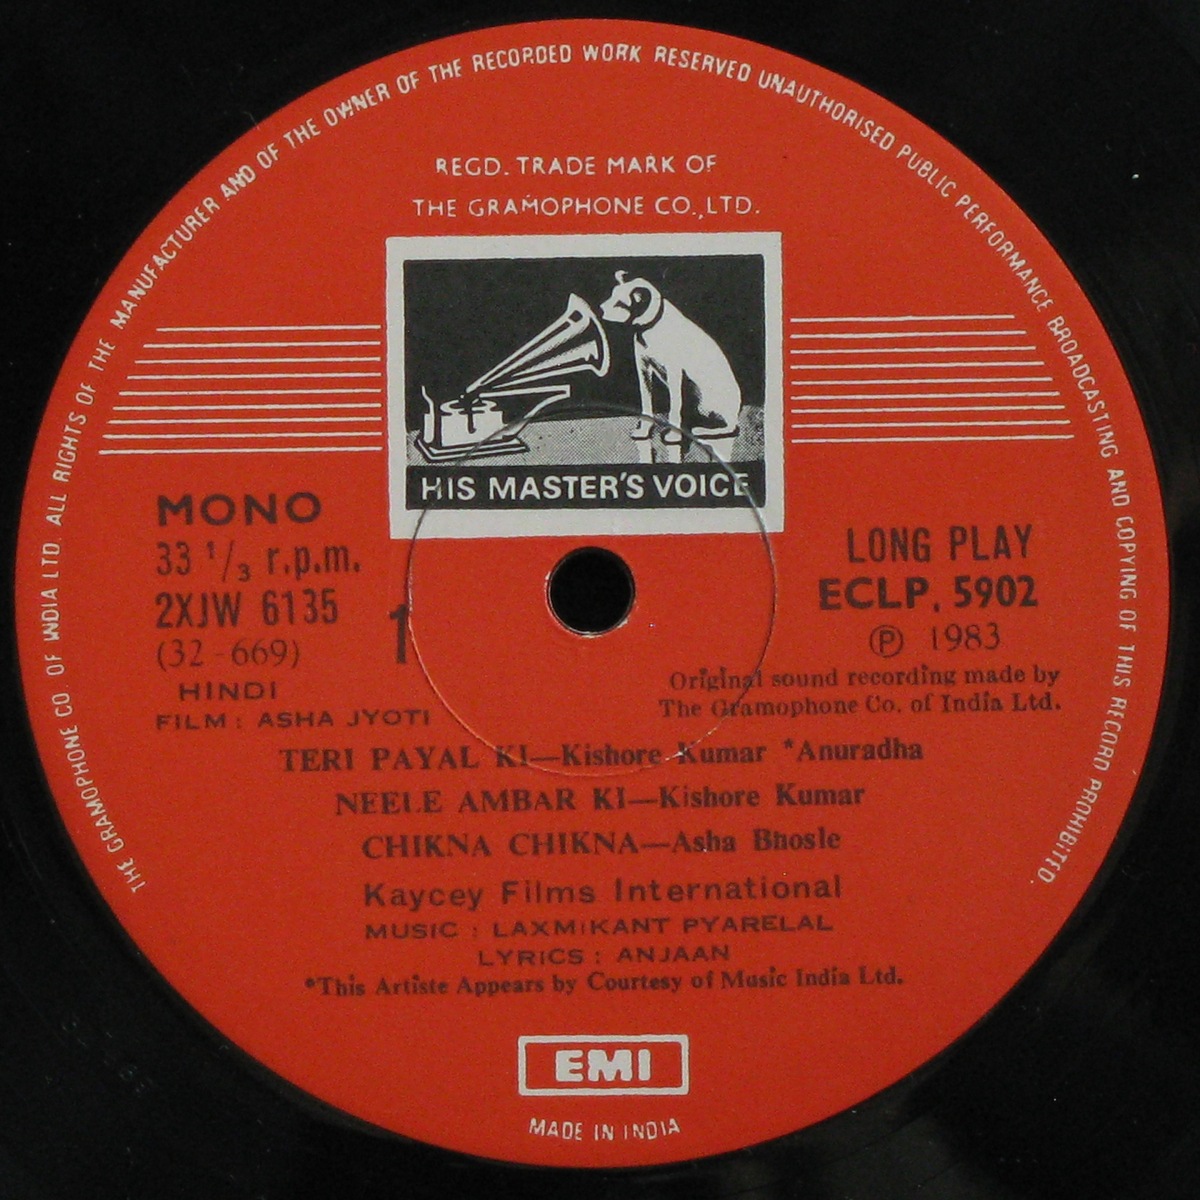 THE GRAMOPHONE CO. OF INDIA LTD. ALL RIGHTS OF THE MANUFACTURER AND OF THE OWNER OF THE RECORDED WORK RESERVED UNAUTHORISED PUBLIC PERFORMANCE BROADCASTING AND COPYING OF THIS RECORD PROHIBITED.
REGD. TRADE MARK OF
THE GRAMOPHONE CO., LTD.
HIS MASTER'S VOICE
MONO
33 1/3 r.p.m.
2XJW 6135
(32-669)
1
HINDI
FILM : ASHA JYOTI
LONG PLAY
ECLP. 5902
Ⓟ 1983
Original sound recording made by
The Gramophone Co. of India Ltd.
TERI PAYAL KI—Kishore Kumar *Anuradha
NEELE AMBAR KI—Kishore Kumar
CHIKNA CHIKNA—Asha Bhosle
Kaycey Films International
MUSIC : LAXMIKANT PYARELAL
LYRICS : ANJAAN
*This Artiste Appears by Courtesy of Music India Ltd.
EMI
MADE IN INDIA